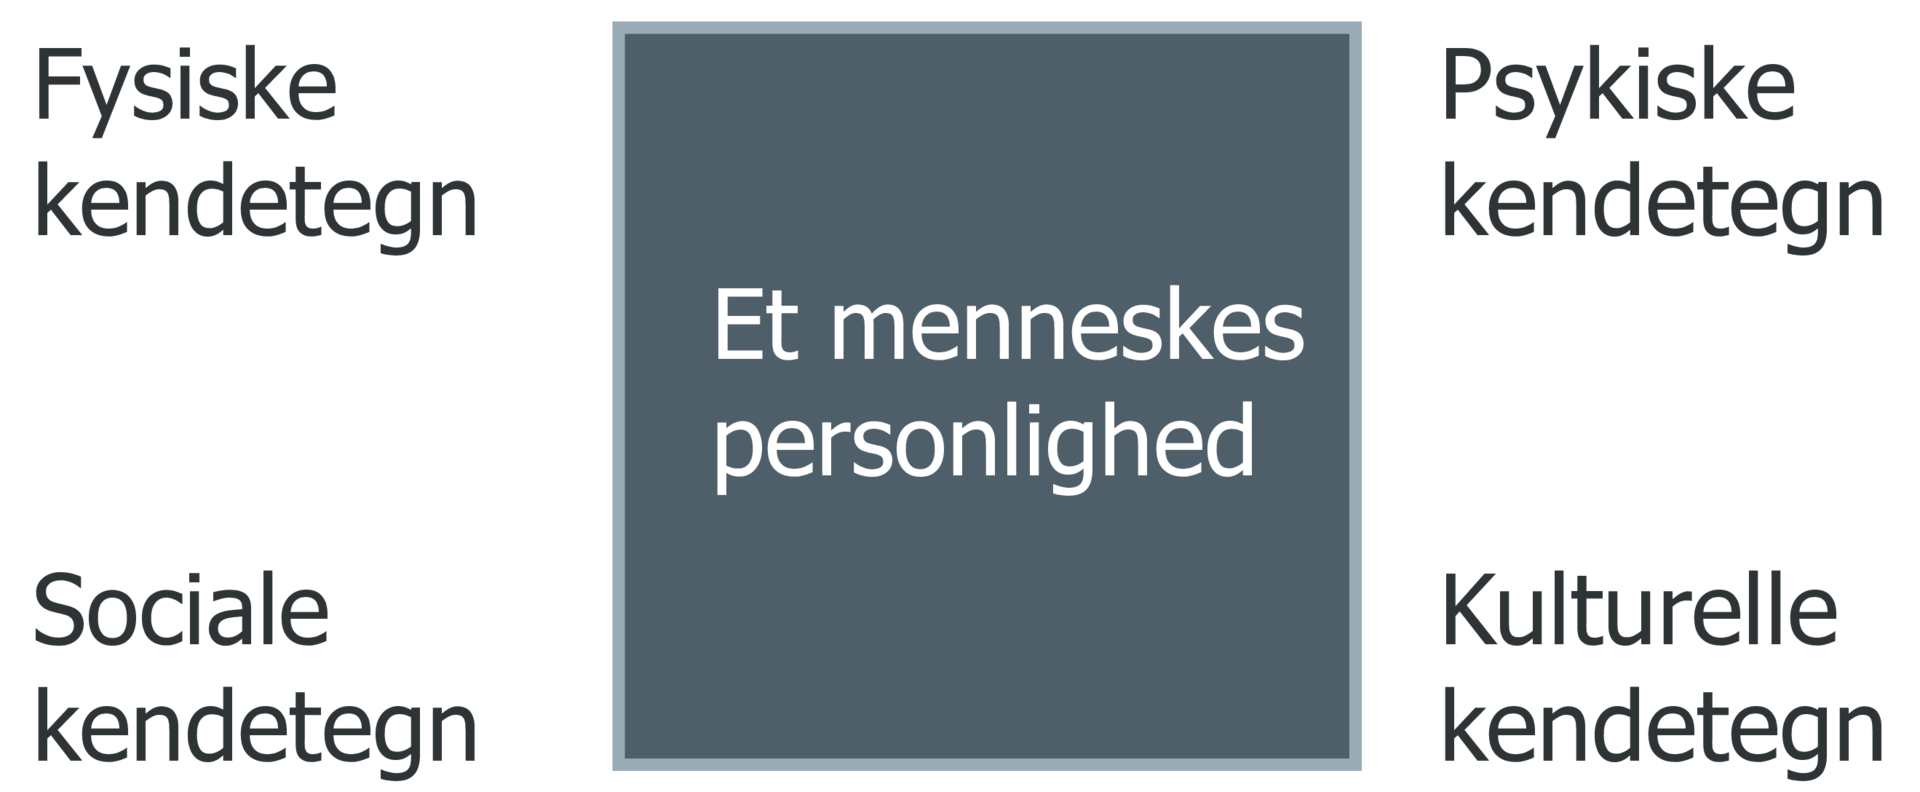 Fysiske
kendetegn
Psykiske
kendetegn
Et menneskes
personlighed
Sociale
kendetegn
Kulturelle
kendetegn